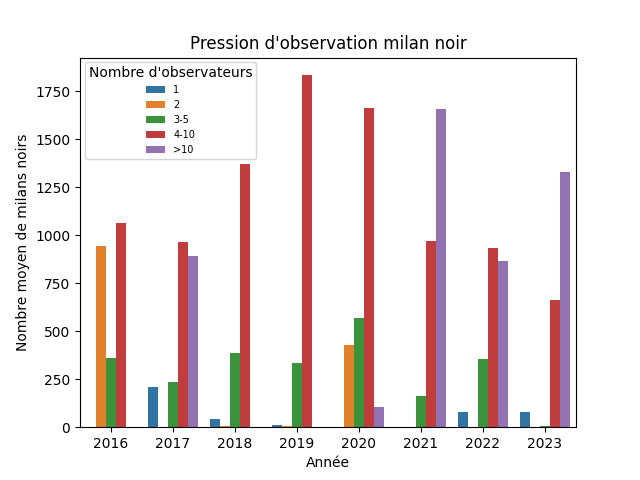 Pression d'observation milan noir
Nombre d'observateurs
1
2
3-5
4-10
>10
Nombre moyen de milans noirs
1750
1500
1250
1000
750
500
250
0
2016 2017 2018 2019 2020 2021 2022 2023
Année